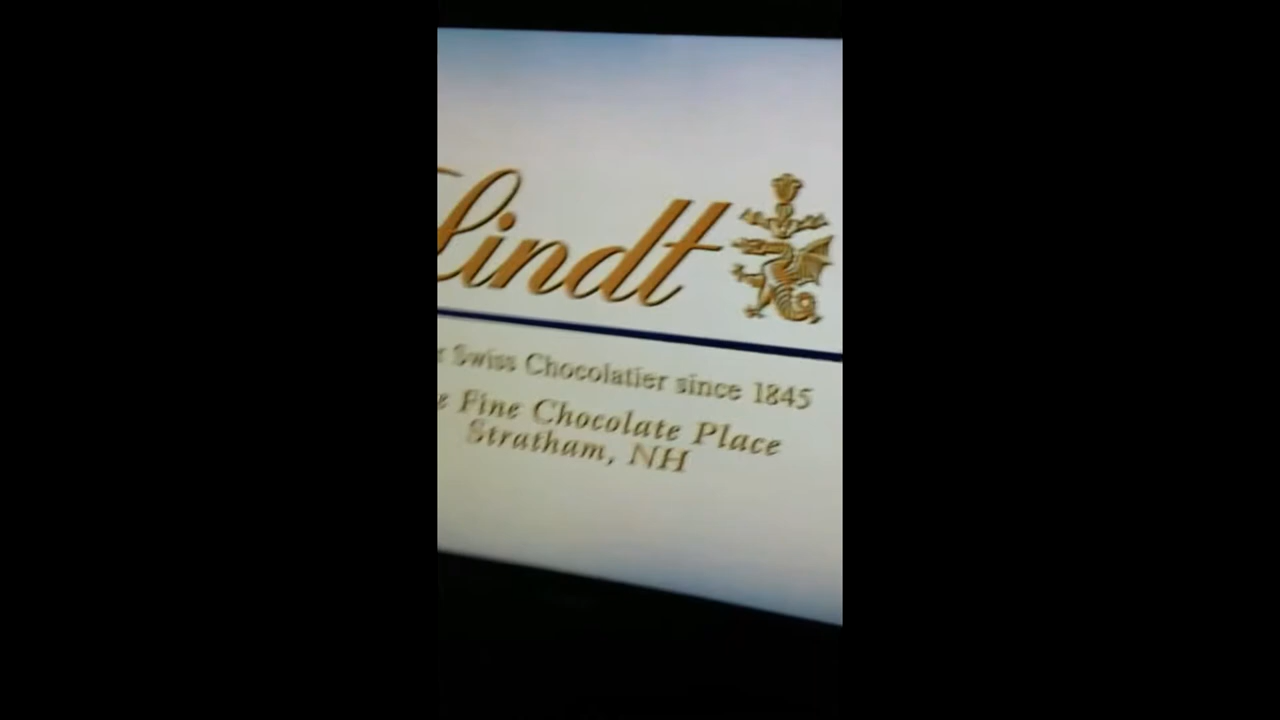 Lindt
Swiss Chocolatier since 1845
Fine Chocolate Place
Stratham, NH